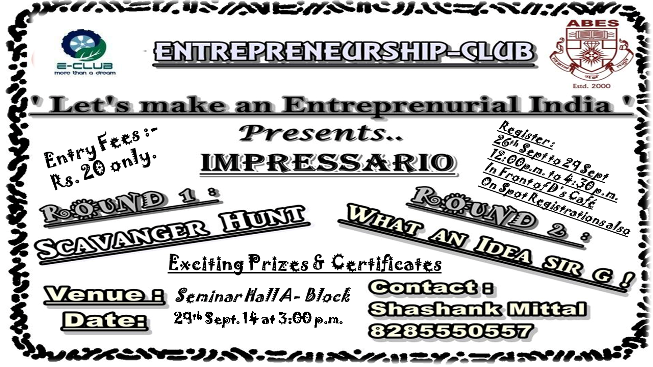 E-CLUB
more than a dream
ENTREPRENEURSHIP-CLUB
ABES
Estd. 2000
' Let's make an Entreprenurial India '
Presents..
IMPRESSARIO
Entry Fees :-
Rs. 20 only.
Register :
26th Sept to 29 Sept
12:00p.m. to 4:30 p.m.
In Front of D's Café
On Spot Registrations also
ROUND 1 :
SCAVANGER HUNT
ROUND 2 :
WHAT AN IDEA SIR G !
Exciting Prizes & Certificates
Venue : Seminar Hall A- Block
Date: 29th Sept. 14 at 3:00 p.m.
Contact :
Shashank Mittal
8285550557